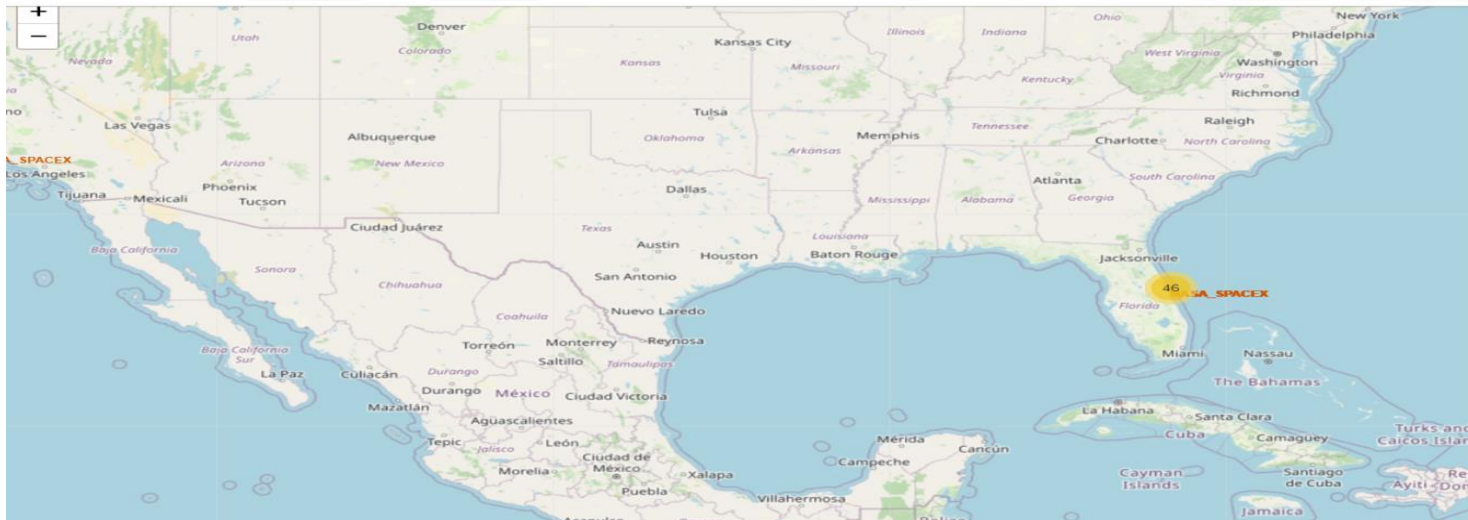 +
−
New York
Ohio
Denver
Philadelphia
Utah
Illinois
Indiana
Kansas City
Colorado
West Virginia
Washington
Nevada
Kansas
Missouri
Virginia
Kentucky
Richmond
Las Vegas
Tulsa
Raleigh
Albuquerque
Oklahoma
Memphis
Tennessee
Charlotte
North Carolina
Arkansas
A_SPACEX
Arizona
New Mexico
Los Angeles
Atlanta
South Carolina
Phoenix
Dallas
Tijuana
Mexicali
Tucson
Mississippi
Alabama
Georgia
Ciudad Juárez
Texas
Louisiana
Baja California
Austin
Houston
Baton Rouge
Jacksonville
Sonora
San Antonio
Chihuahua
46
ASA_SPACEX
Florida
Coahuila
Nuevo Laredo
Monterrey
Reynosa
Torreón
Baja California
Sur
Saltillo
Miami
Nassau
Tamaulipas
La Paz
Culiacán
Durango
The Bahamas
Durango
México
Ciudad Victoria
Mazatlán
La Habana
Santa Clara
Aguascalientes
Turks and
Cuba
Camaguey
Caicos Islan
Tepic
León
Mérida
Cancún
Jalisco
Ciudad de
México
Campeche
Morelia
Xalapa
Cayman
Islands
Santiago
de Cuba
Ayiti
Puebla
Villahermosa
Jamaica